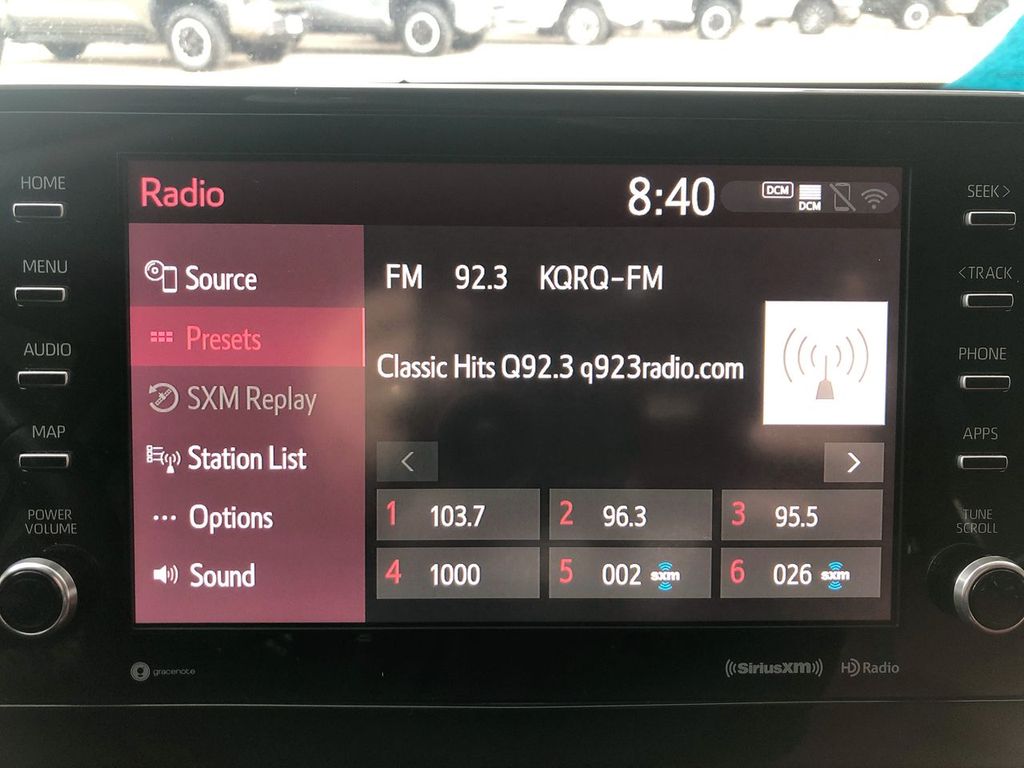 HOME
MENU
AUDIO
MAP
POWER
VOLUME
Radio
8:40
DCM
DCM
Source
Presets
SXM Replay
Station List
Options
Sound
FM 92.3 KQRQ-FM
Classic Hits Q92.3 q923radio.com
<
>
1 103.7
2 96.3
3 95.5
4 1000
5 002 sxm
6 026 sxm
SEEK>
<TRACK
PHONE
APPS
TUNE
SCROLL
gracenote
SiriusXM
HD Radio